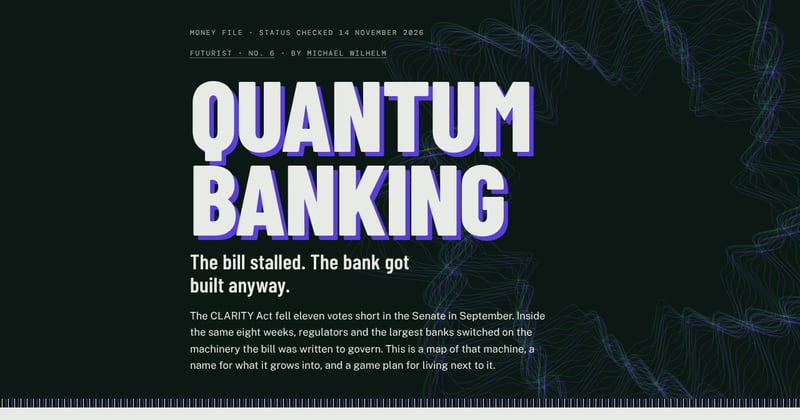 MONEY FILE · STATUS CHECKED 14 NOVEMBER 2026
FUTURIST · NO. 6 · BY MICHAEL WILHELM
QUANTUM
BANKING
The bill stalled. The bank got
built anyway.
The CLARITY Act fell eleven votes short in the Senate in September. Inside
the same eight weeks, regulators and the largest banks switched on the
machinery the bill was written to govern. This is a map of that machine, a
name for what it grows into, and a game plan for living next to it.